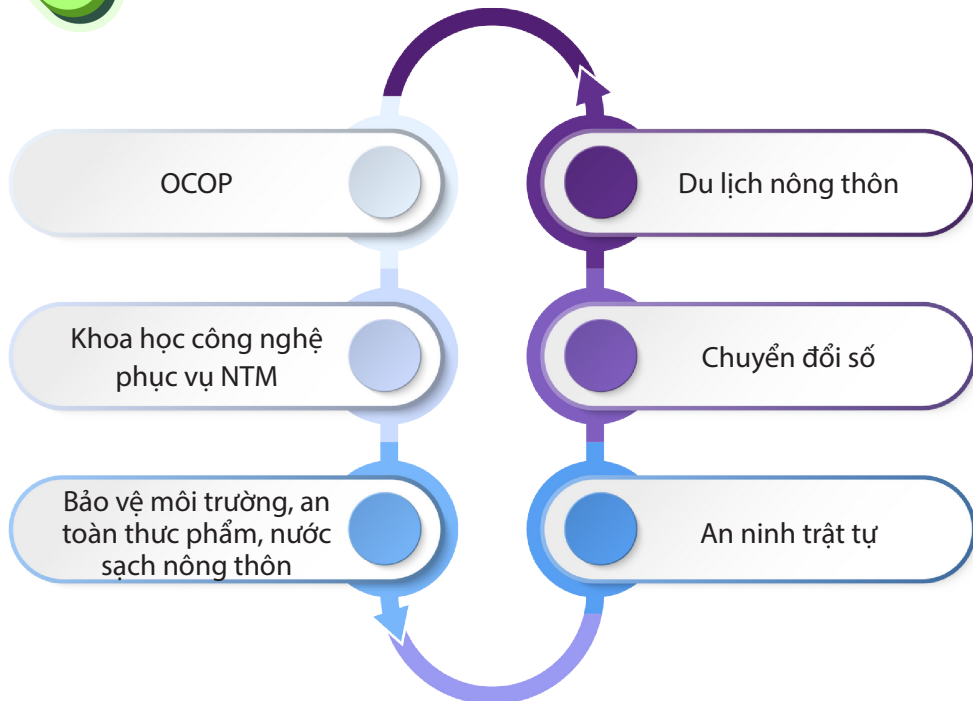 OCOP
Du lịch nông thôn
Khoa học công nghệ
phục vụ NTM
Chuyển đổi số
Bảo vệ môi trường, an
toàn thực phẩm, nước
sạch nông thôn
An ninh trật tự